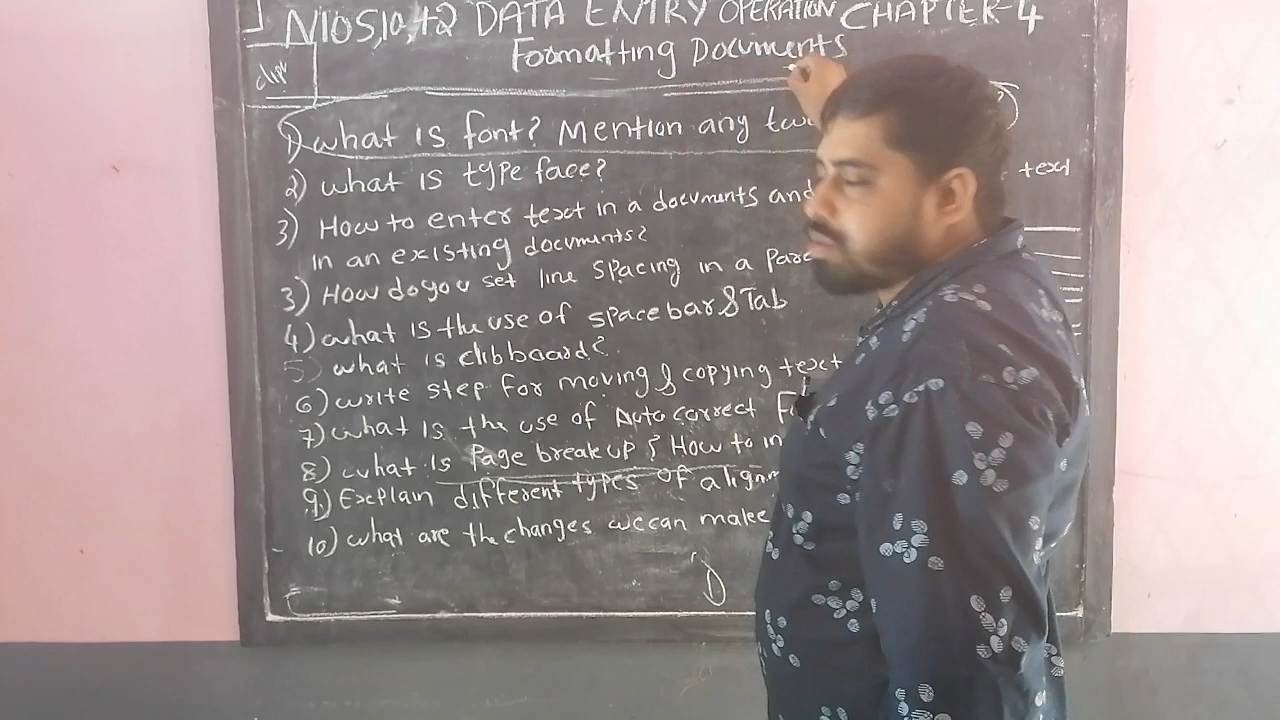 NIOS,10,+2 DATA ENTRY OPERATION CHAPTER-4
Formatting Documents
1) what is font? Mention any
2) what is type face?
3) How to enter text in a documents and text
in an existing documents?
3) How do you set line spacing in a
4) what is the use of spacebar & Tab
5) what is clibboard?
6) write step for moving & copying text
7) what is the use of Auto correct
8) what is Page break up ? How to
9) Explain different types of
10) what are the changes we can make